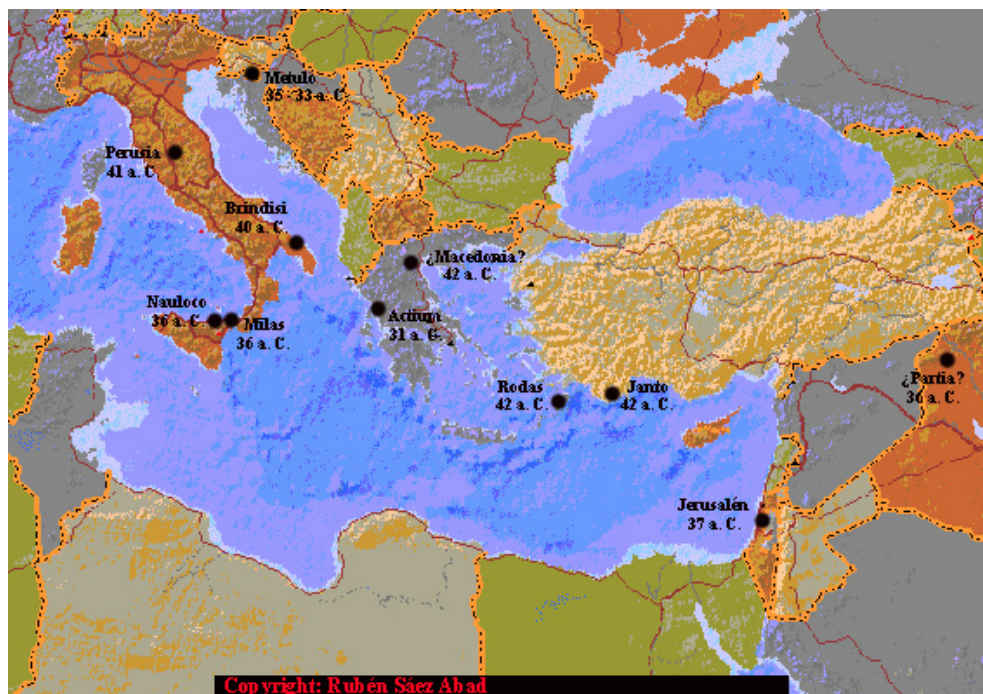 Metulo
35 - 33 a. C.
Perusia
41 a. C.
Brindisi
40 a. C.
¿Macedonia?
42 a. C.
Nauloco
36 a. C.
Milas
36 a. C.
Actium
31 a. C.
Rodas
42 a. C.
Janto
42 a. C.
¿Partia?
36 a. C.
Jerusalén
37 a. C.
Copyright: Rubén Sáez Abad